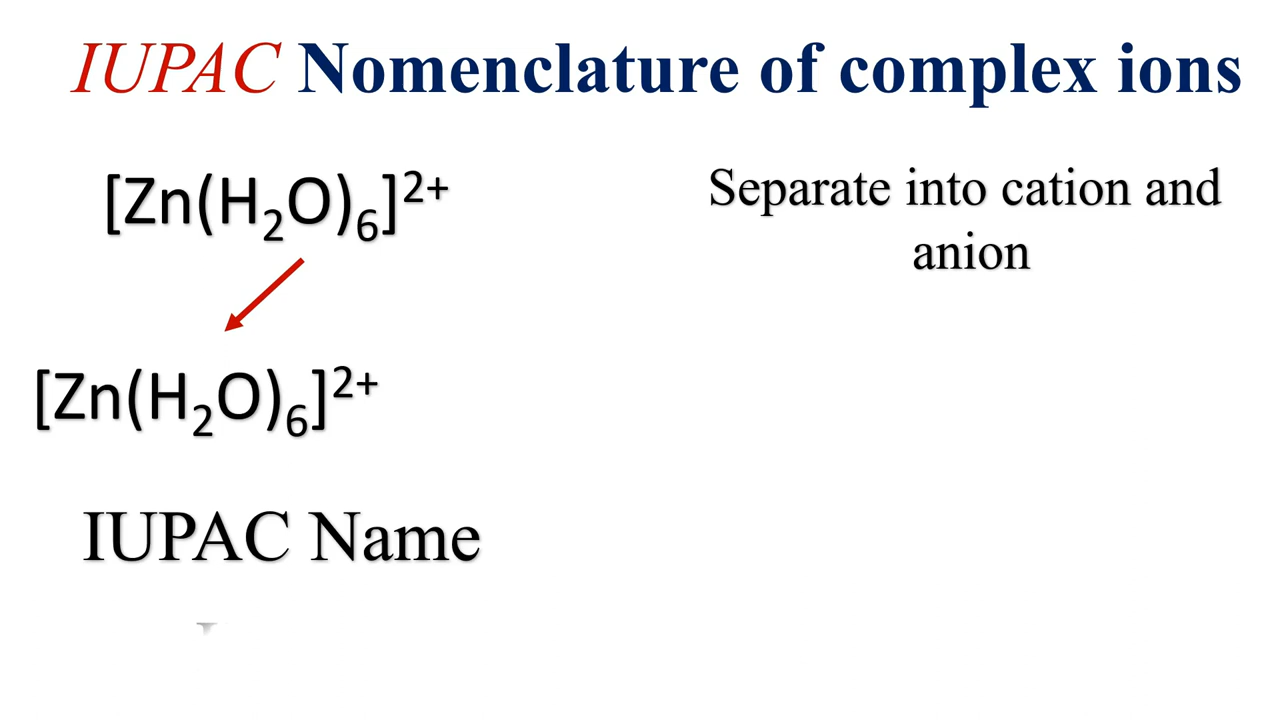 IUPAC Nomenclature of complex ions
[Zn(H₂O)₆]²⁺
Separate into cation and
anion
[Zn(H₂O)₆]²⁺
IUPAC Name